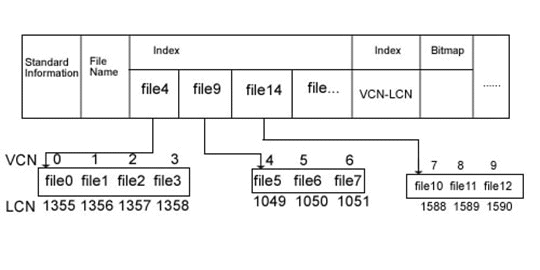 Standard Information
File Name
Index
Index
Bitmap
file4 file9 file14 file... VCN-LCN ......
VCN 0 1 2 3 4 5 6 7 8 9
file0 file1 file2 file3 file5 file6 file7 file10 file11 file12
LCN 1355 1356 1357 1358 1049 1050 1051 1588 1589 1590